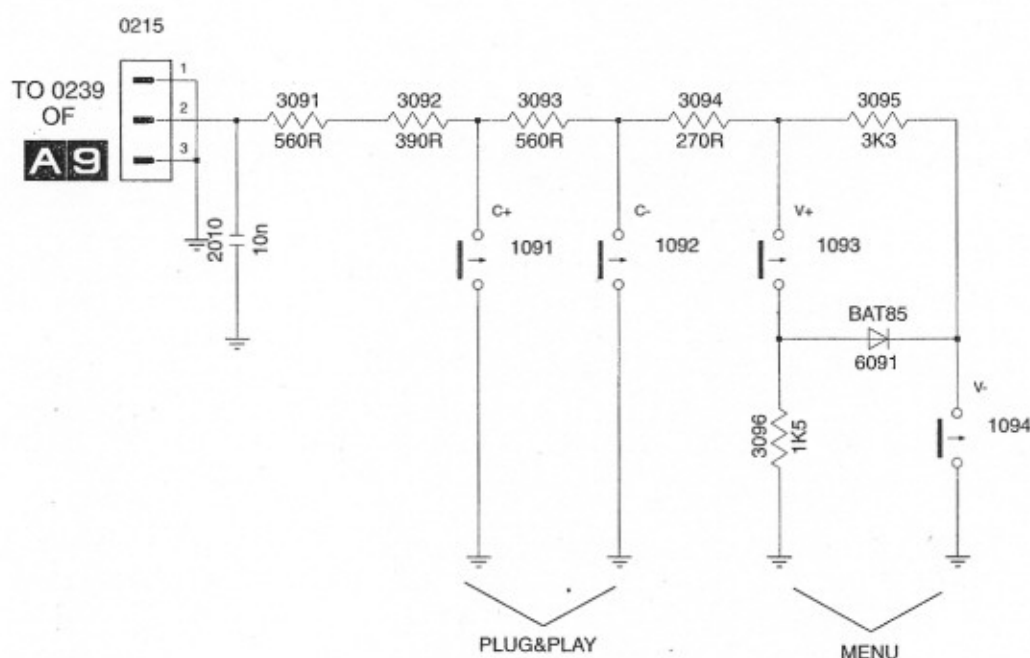 0215
TO 0239
OF
A9
1
2
3
3091
560R
3092
390R
3093
560R
3094
270R
3095
3K3
2010
10n
C+
1091
C-
1092
V+
1093
BAT85
6091
3096
1K5
V-
1094
PLUG&PLAY
MENU